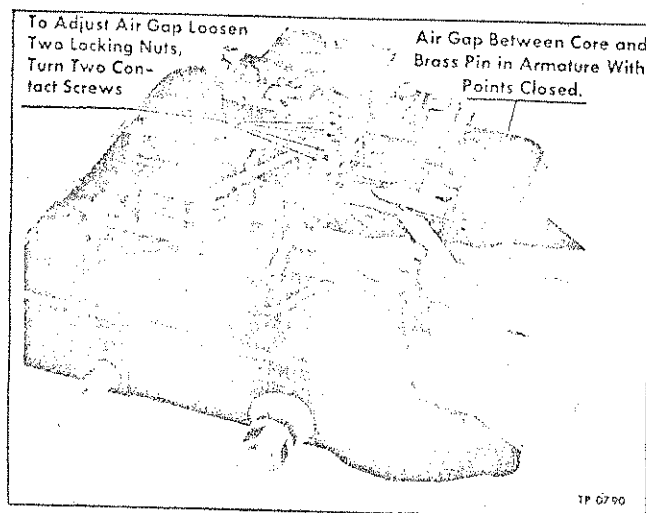 To Adjust Air Gap Loosen
Two Locking Nuts,
Turn Two Con-
tact Screws
Air Gap Between Core and
Brass Pin in Armature With
Points Closed.
TP 0790